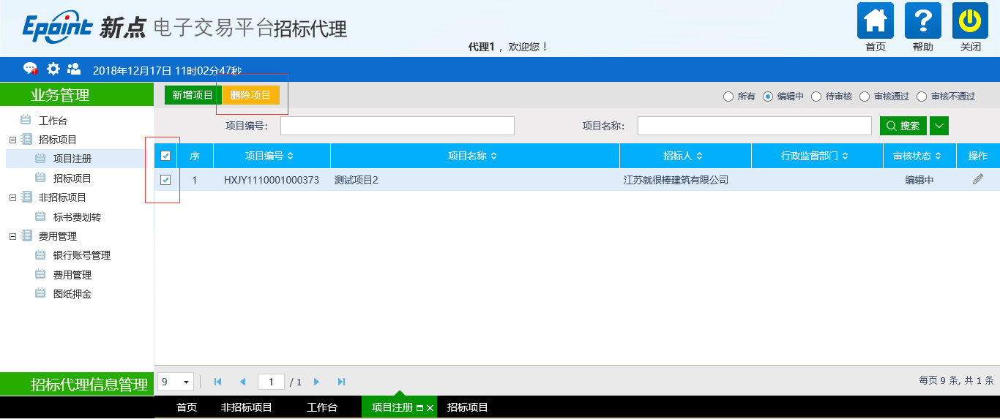 Epoint 新点 电子交易平台招标代理
代理1 ，欢迎您！
首页 帮助 关闭
2018年12月17日 11时02分47秒
业务管理
工作台
招标项目
项目注册
招标项目
非招标项目
标书费划转
费用管理
银行账号管理
费用管理
图纸押金
招标代理信息管理
新增项目 删除项目
所有 编辑中 待审核 审核通过 审核不通过
项目编号： 项目名称： 搜索
序 项目编号 项目名称 招标人 行政监督部门 审核状态 操作
1 HXJY1110001000373 测试项目2 江苏就很棒建筑有限公司 编辑中
9 1 / 1 每页 9 条, 共 1 条
首页 非招标项目 工作台 项目注册 招标项目